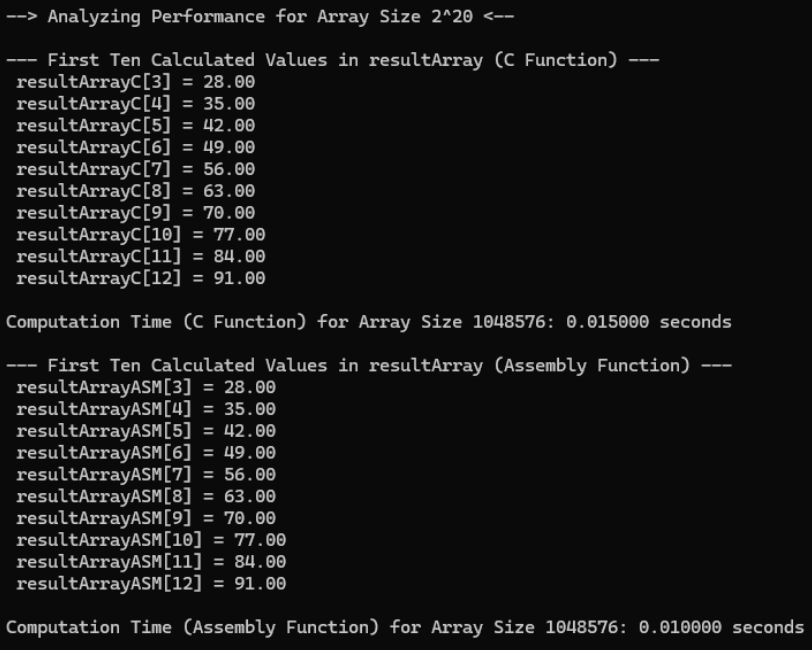 --> Analyzing Performance for Array Size 2^20 <--
--- First Ten Calculated Values in resultArray (C Function) ---
resultArrayC[3] = 28.00
resultArrayC[4] = 35.00
resultArrayC[5] = 42.00
resultArrayC[6] = 49.00
resultArrayC[7] = 56.00
resultArrayC[8] = 63.00
resultArrayC[9] = 70.00
resultArrayC[10] = 77.00
resultArrayC[11] = 84.00
resultArrayC[12] = 91.00
Computation Time (C Function) for Array Size 1048576: 0.015000 seconds
--- First Ten Calculated Values in resultArray (Assembly Function) ---
resultArrayASM[3] = 28.00
resultArrayASM[4] = 35.00
resultArrayASM[5] = 42.00
resultArrayASM[6] = 49.00
resultArrayASM[7] = 56.00
resultArrayASM[8] = 63.00
resultArrayASM[9] = 70.00
resultArrayASM[10] = 77.00
resultArrayASM[11] = 84.00
resultArrayASM[12] = 91.00
Computation Time (Assembly Function) for Array Size 1048576: 0.010000 seconds